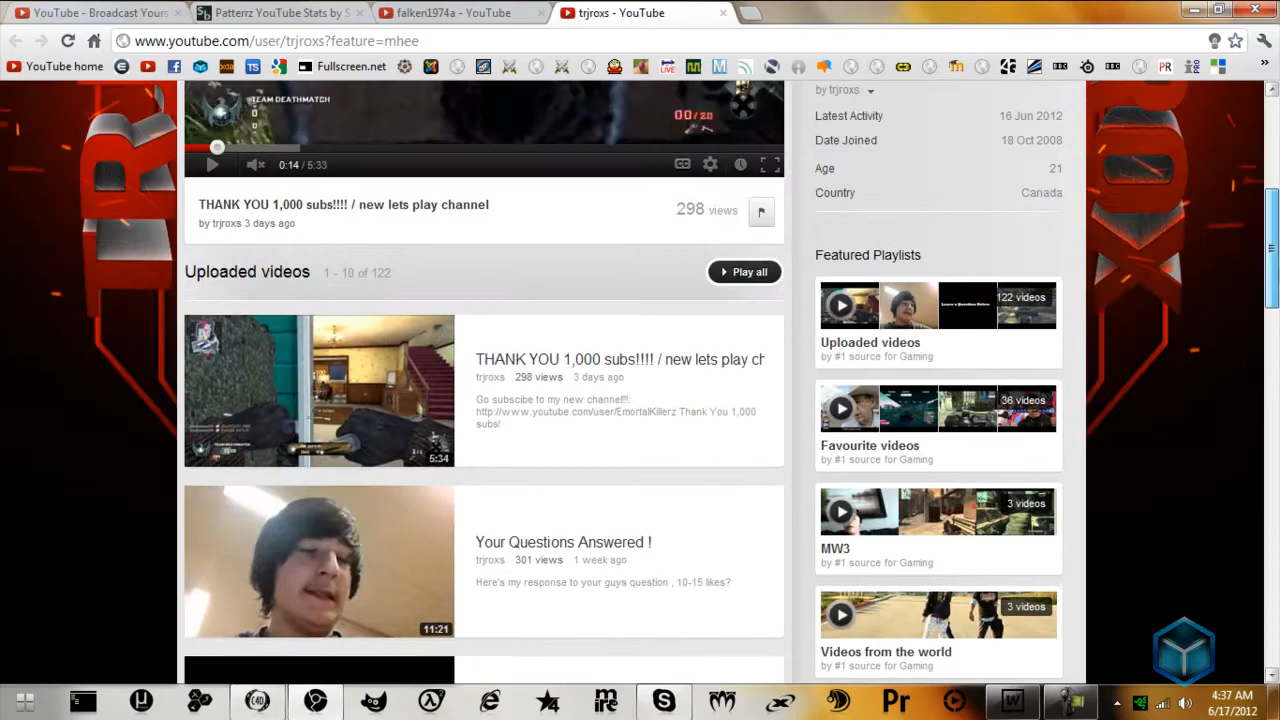 YouTube - Broadcast Yours
Patterrz YouTube Stats by S
falken1974a - YouTube
trjroxs - YouTube
www.youtube.com/user/trjroxs?feature=mhee
YouTube home
Fullscreen.net
TEAM DEATHMATCH
00/20
0:14 / 5:33
CC
THANK YOU 1,000 subs!!!! / new lets play channel
by trjroxs 3 days ago
298 views
Uploaded videos 1 - 10 of 122
Play all
THANK YOU 1,000 subs!!!! / new lets play ch
trjroxs 298 views 3 days ago
Go subscibe to my new channel!!!:
http://www.youtube.com/user/EmortalKillerz Thank You 1,000
subs!
5:34
Your Questions Answered !
trjroxs 301 views 1 week ago
Here's my response to your guys question , 10-15 likes?
11:21
by trjroxs
Latest Activity 16 Jun 2012
Date Joined 18 Oct 2008
Age 21
Country Canada
Featured Playlists
122 videos
Uploaded videos
by #1 source for Gaming
36 videos
Favourite videos
by #1 source for Gaming
3 videos
MW3
by #1 source for Gaming
3 videos
Videos from the world
by #1 source for Gaming
4:37 AM
6/17/2012